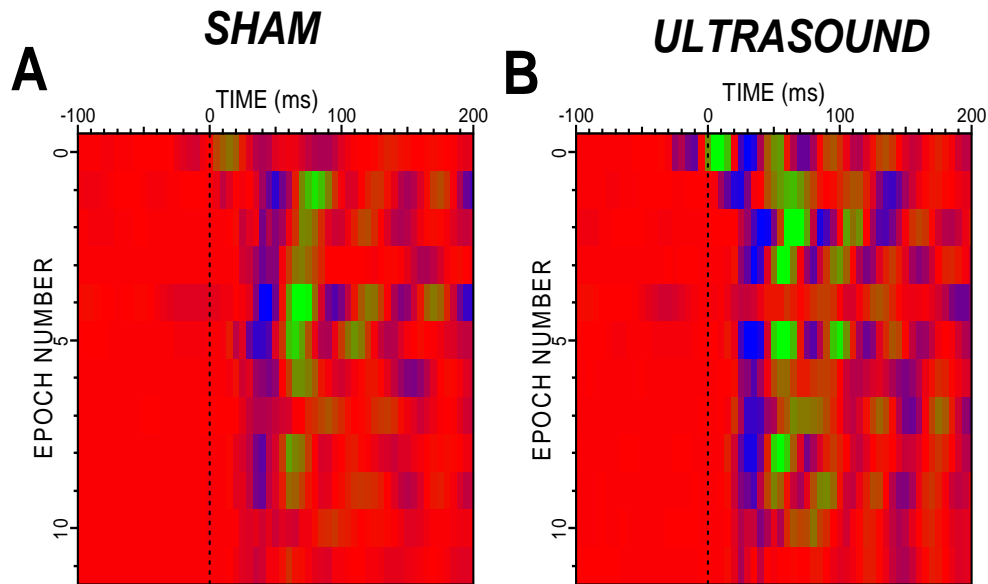 SHAM
ULTRASOUND
A
B
TIME (ms)
TIME (ms)
-100 0 100 200
-100 0 100 200
EPOCH NUMBER
0
5
10
EPOCH NUMBER
0
5
10